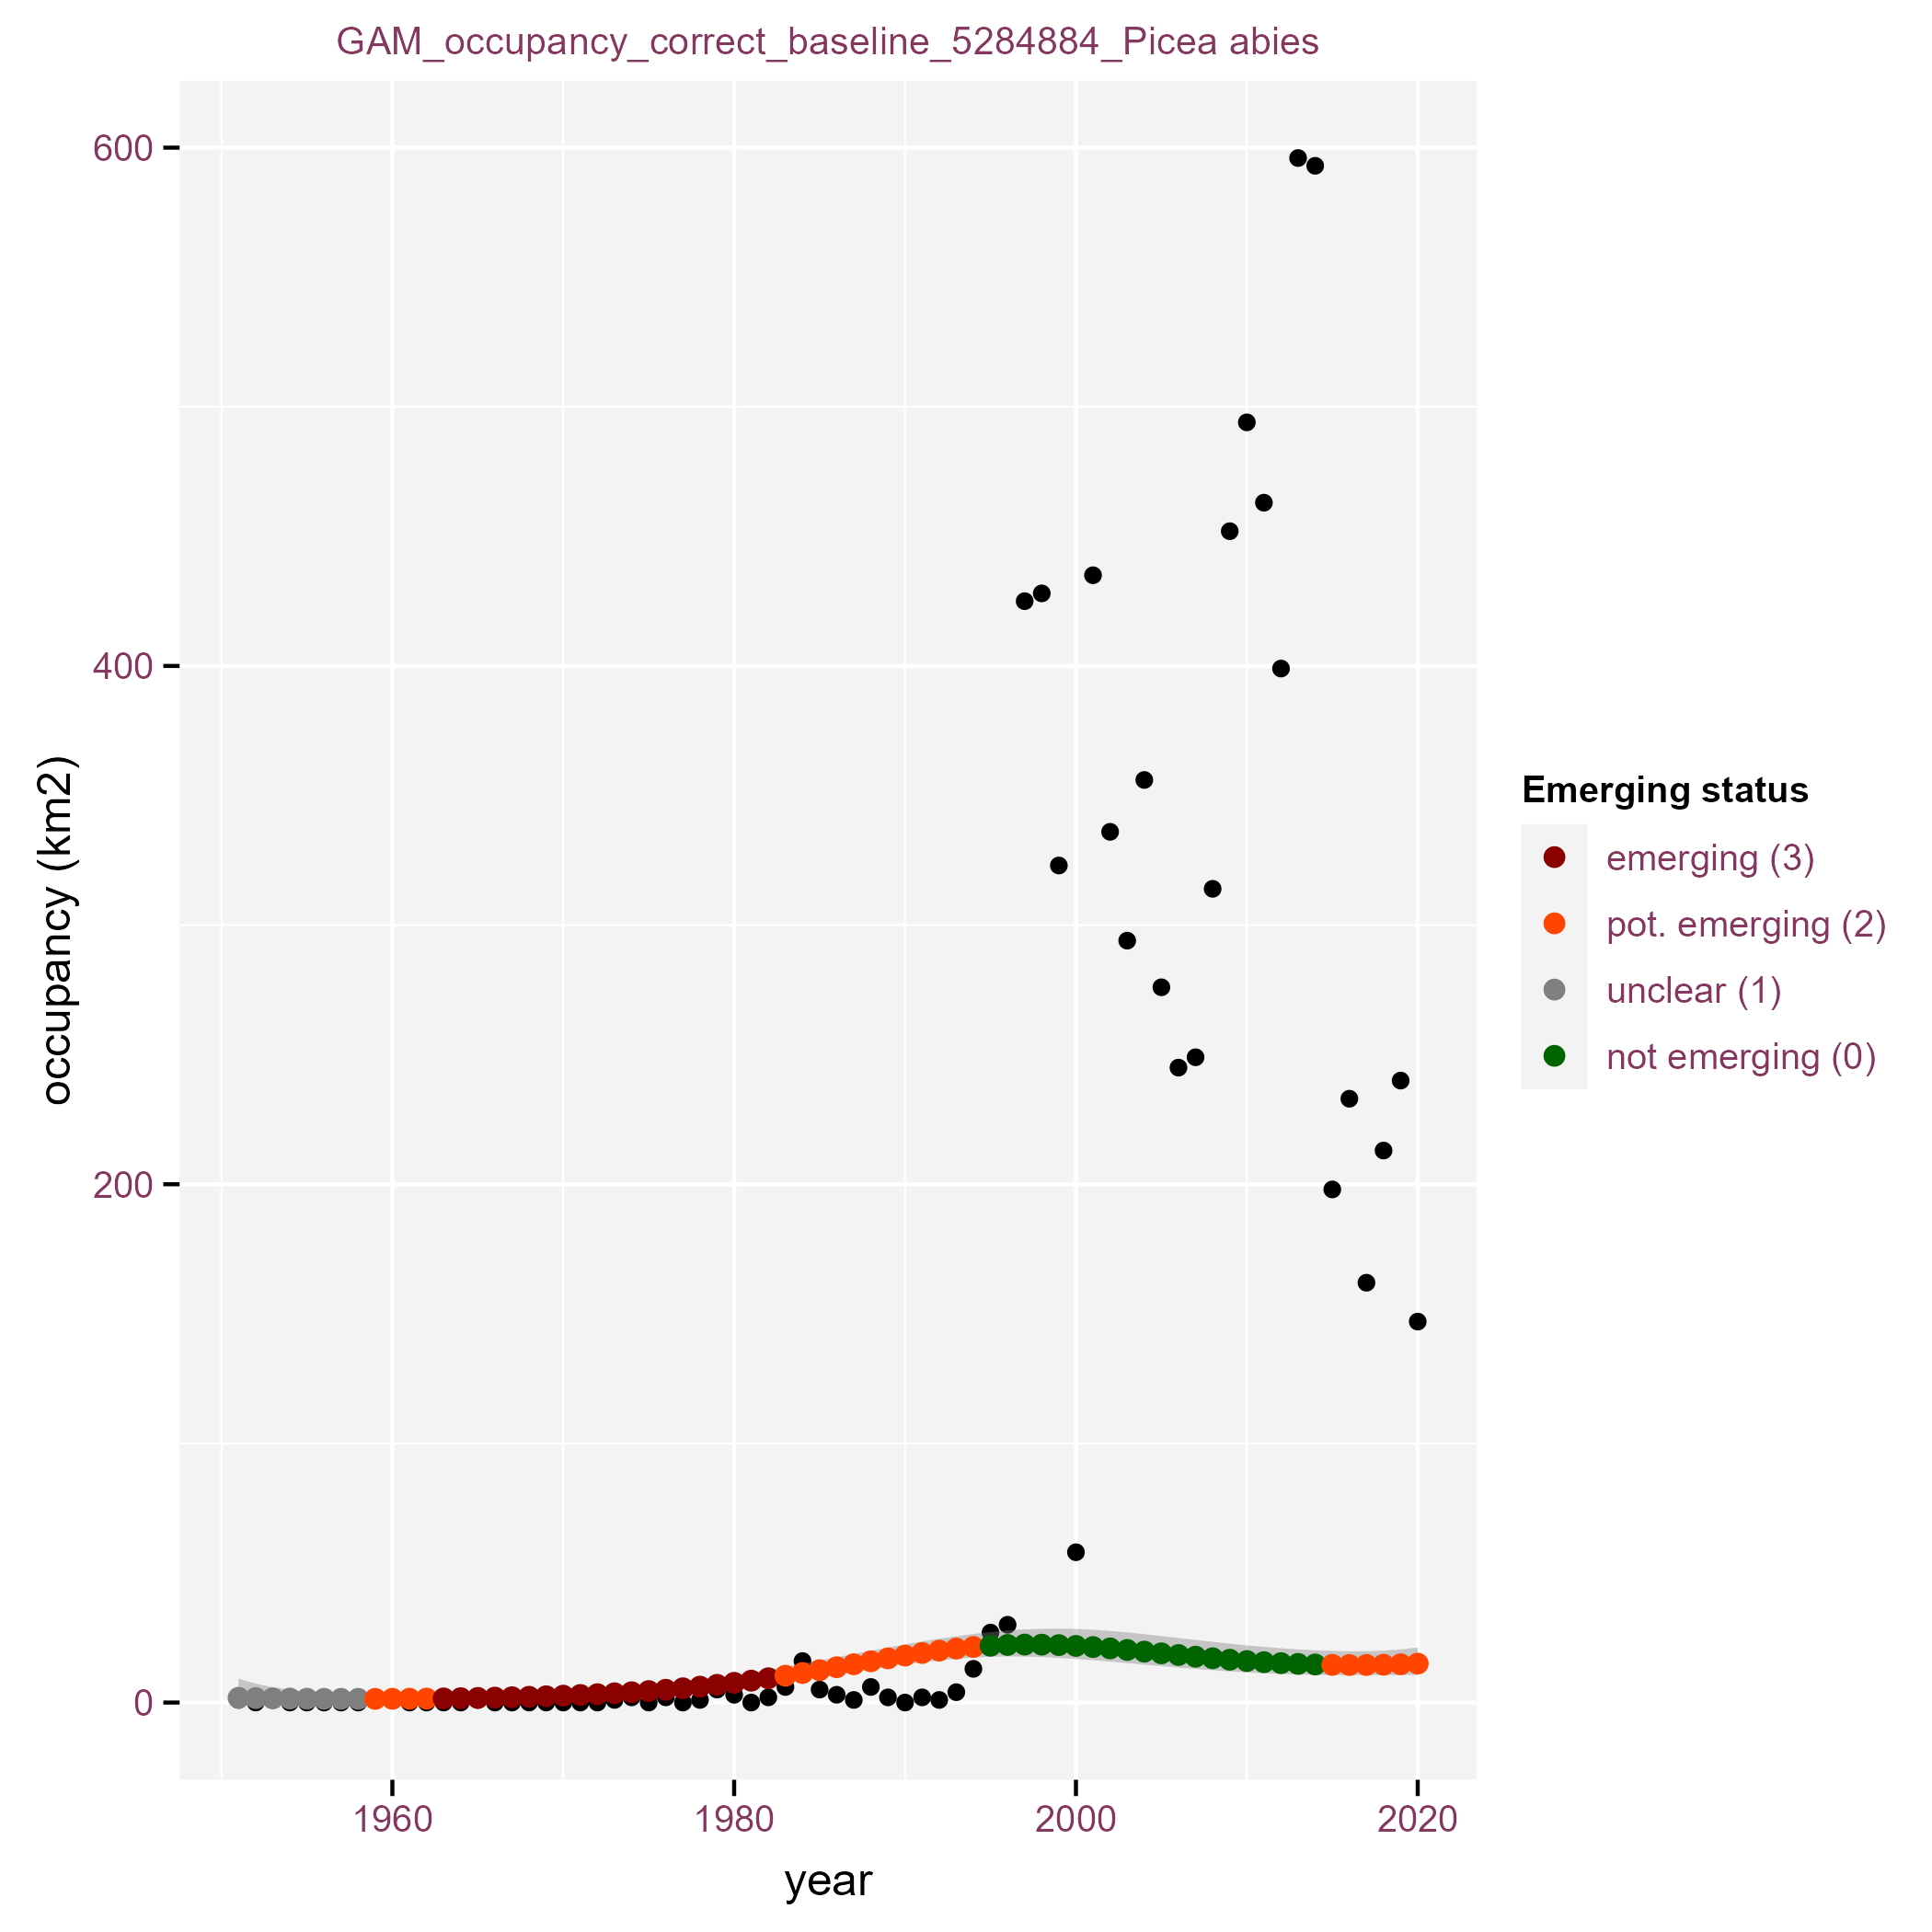 GAM_occupancy_correct_baseline_5284884_Picea abies
600
400
200
0
occupancy (km2)
1960
1980
2000
2020
year
Emerging status
emerging (3)
pot. emerging (2)
unclear (1)
not emerging (0)